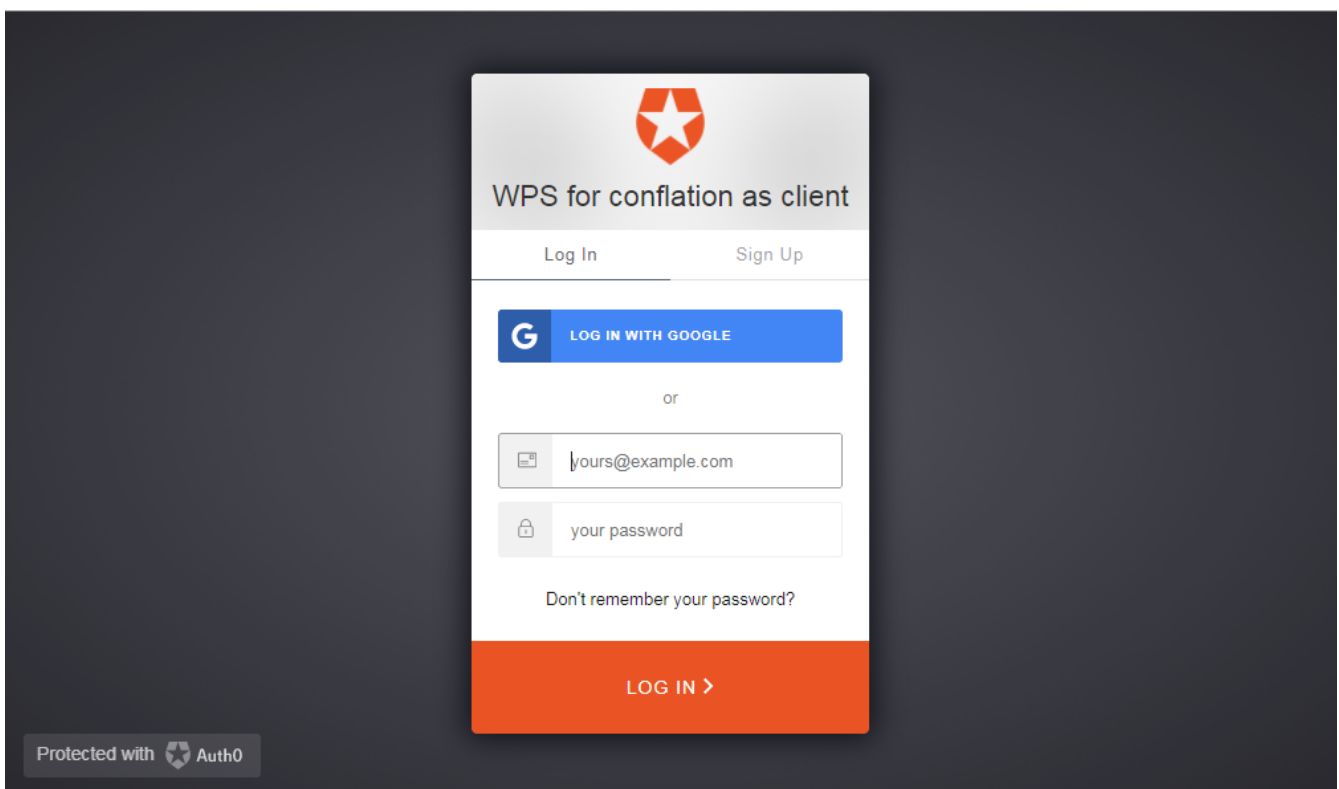 WPS for conflation as client
Log In Sign Up
G LOG IN WITH GOOGLE
or
yours@example.com
your password
Don't remember your password?
LOG IN >
Protected with Auth0